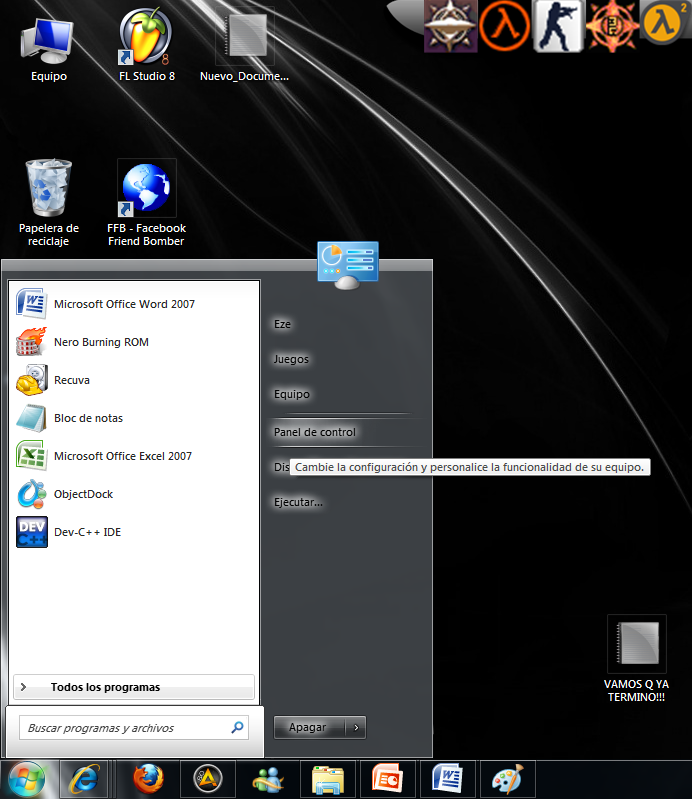 Equipo
FL Studio 8
Nuevo_Docume...
Papelera de
reciclaje
FFB - Facebook
Friend Bomber
Microsoft Office Word 2007
Nero Burning ROM
Recuva
Bloc de notas
Microsoft Office Excel 2007
ObjectDock
DEV
C++
Dev-C++ IDE
Todos los programas
Buscar programas y archivos
Eze
Juegos
Equipo
Panel de control
Dis
Cambie la configuración y personalice la funcionalidad de su equipo.
Ejecutar...
Apagar
VAMOS Q YA
TERMINO!!!